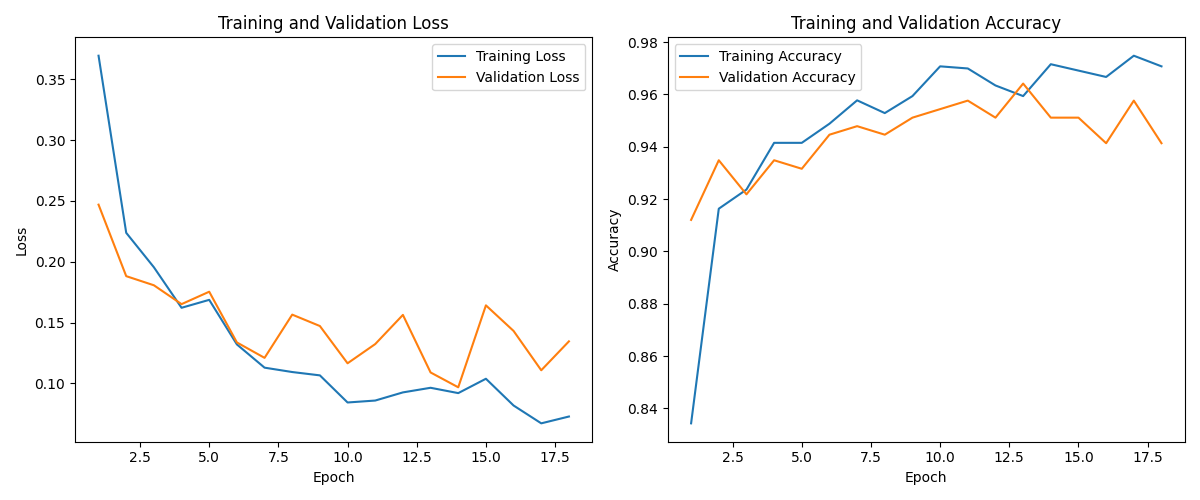 Training and Validation Loss
Training Loss
Validation Loss
0.35
0.30
0.25
0.20
0.15
0.10
Loss
2.5 5.0 7.5 10.0 12.5 15.0 17.5
Epoch
Training and Validation Accuracy
Training Accuracy
Validation Accuracy
0.98
0.96
0.94
0.92
0.90
0.88
0.86
0.84
Accuracy
2.5 5.0 7.5 10.0 12.5 15.0 17.5
Epoch